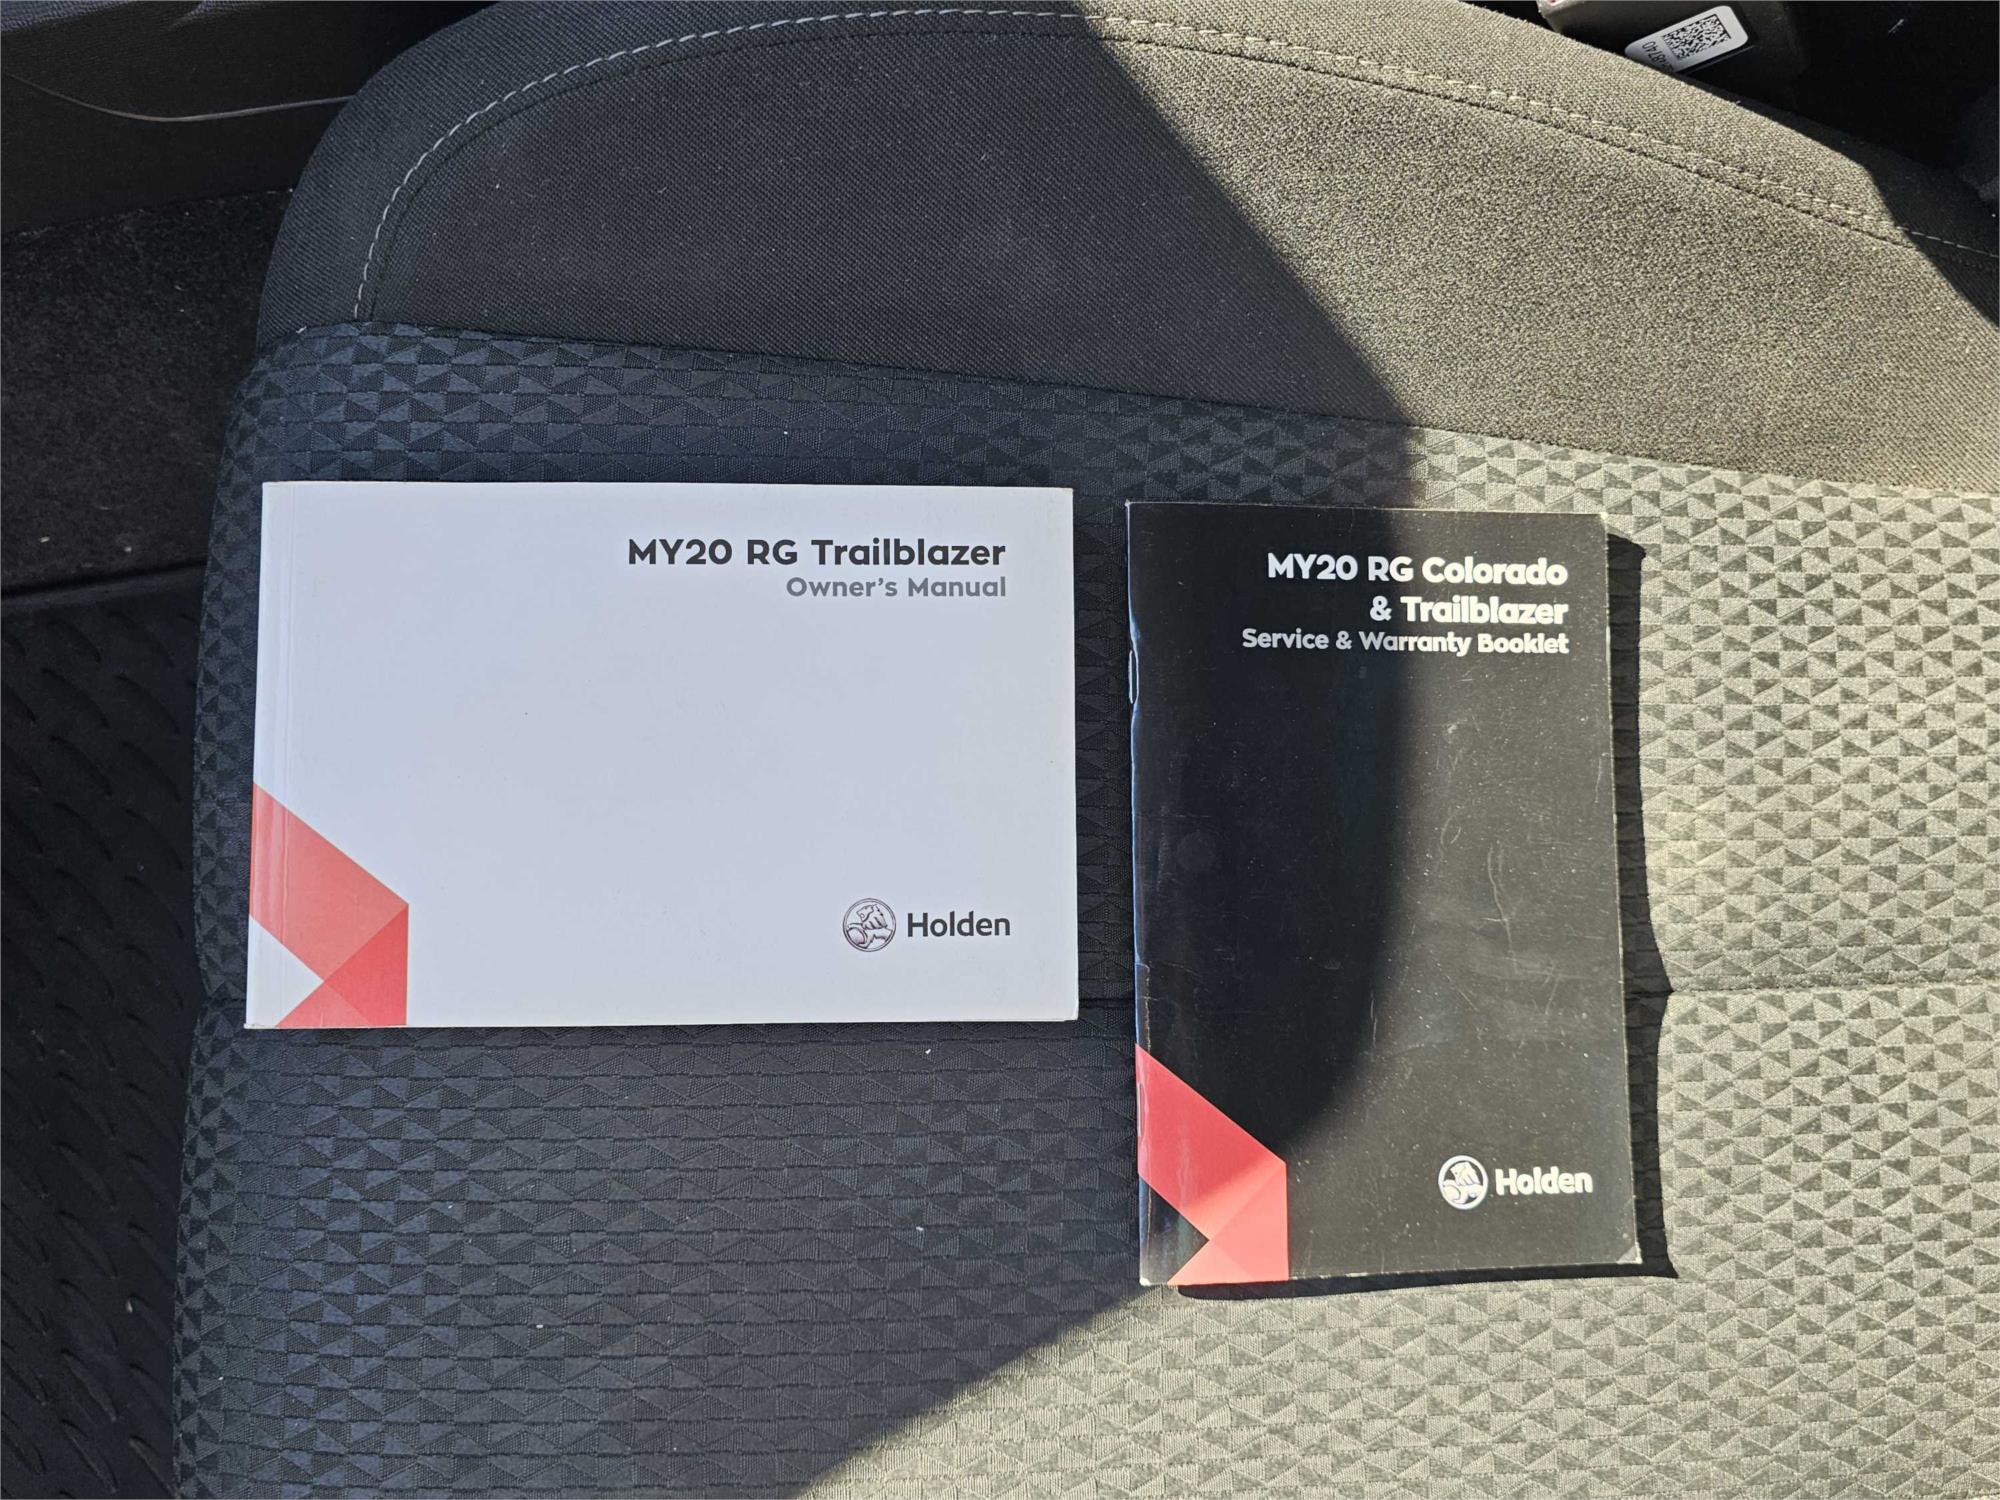 MY20 RG Trailblazer
Owner's Manual
Holden
MY20 RG Colorado
& Trailblazer
Service & Warranty Booklet
Holden